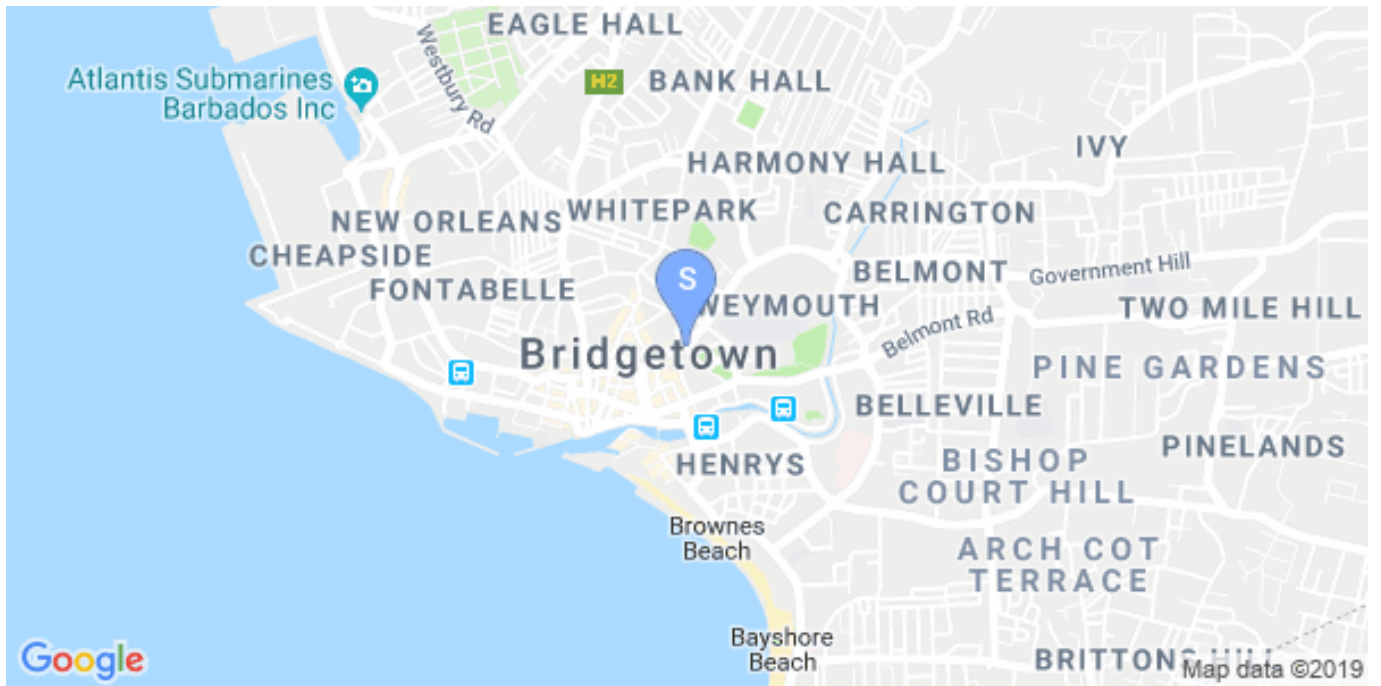 EAGLE HALL
Westbury Rd
Atlantis Submarines
Barbados Inc
H2
BANK HALL
IVY
HARMONY HALL
NEW ORLEANS
WHITEPARK
CARRINGTON
CHEAPSIDE
FONTABELLE
S
BELMONT
Government Hill
WEYMOUTH
TWO MILE HILL
Belmont Rd
Bridgetown
PINE GARDENS
BELLEVILLE
PINELANDS
HENRYS
BISHOP
COURT HILL
Brownes
Beach
ARCH COT
TERRACE
Bayshore
Beach
Google
BRITTONS HILL
Map data ©2019